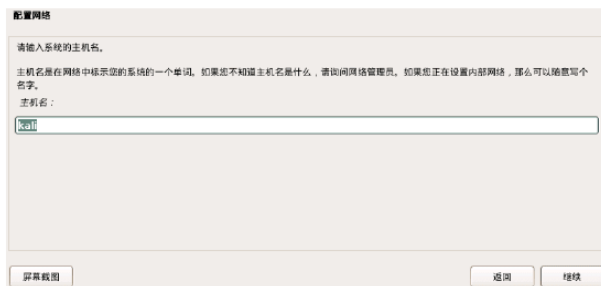 配置网络
请输入系统的主机名。
主机名是在网络中标示您的系统的一个单词。如果您不知道主机名是什么，请询问网络管理员。如果您正在设置内部网络，那么可以随意写个
名字。
主机名：
kali
屏幕截图
返回
继续